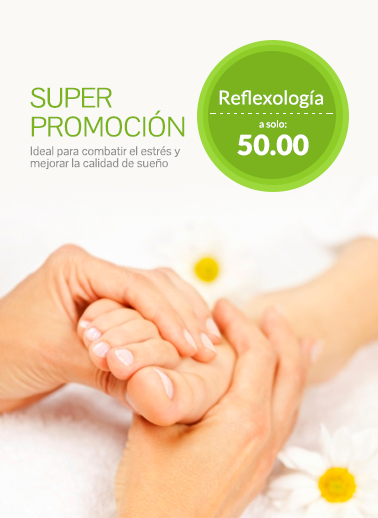 SUPER
PROMOCIÓN
Ideal para combatir el estrés y
mejorar la calidad de sueño
Reflexología
a solo:
50.00